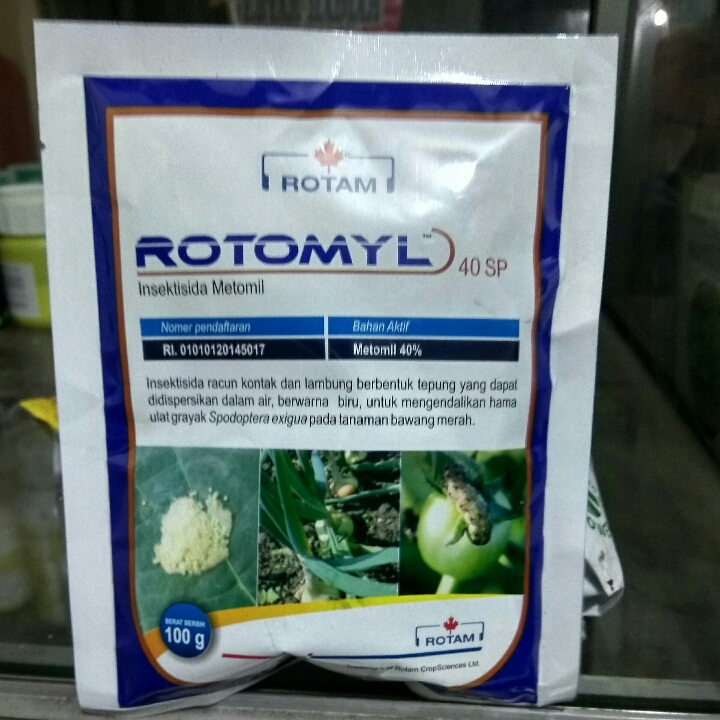 ROTAM
ROTOMYL™ 40 SP
Insektisida Metomil
Nomer pendaftaran Bahan Aktif
RI. 01010120145017 Metomil 40%
Insektisida racun kontak dan lambung berbentuk tepung yang dapat
didispersikan dalam air, berwarna biru, untuk mengendalikan hama
ulat grayak Spodoptera exigua pada tanaman bawang merah.
BERAT BERSIH
100 g
ROTAM
of Rotam CropSciences Ltd.